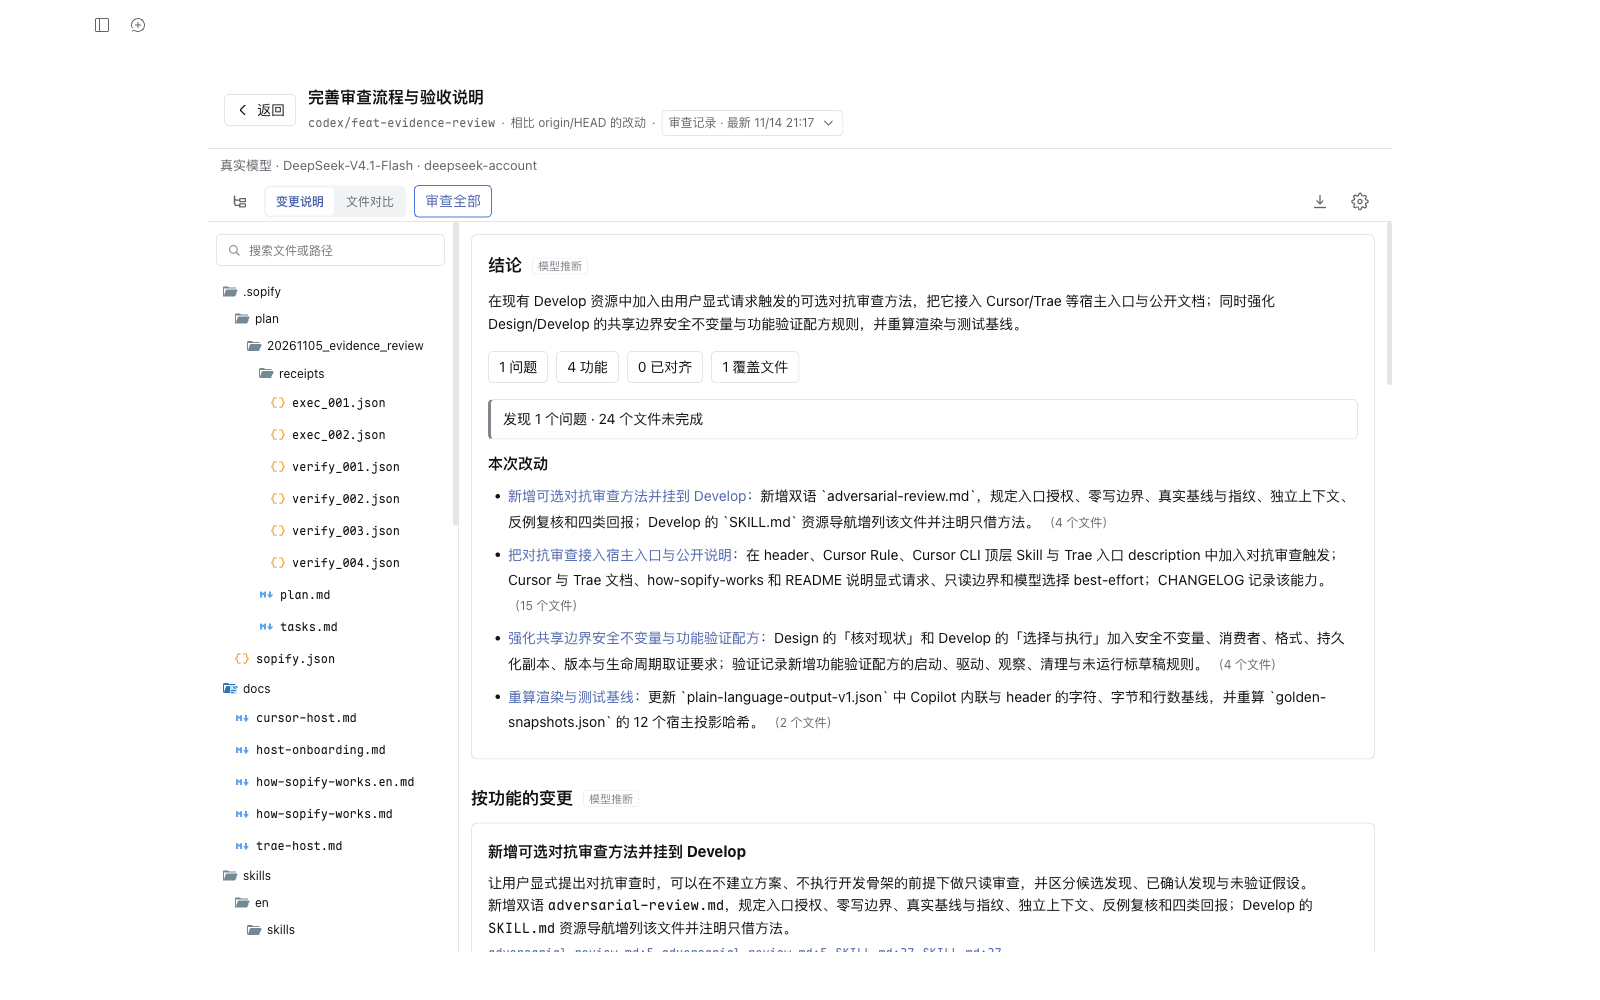 返回
完善审查流程与验收说明
codex/feat-evidence-review · 相比 origin/HEAD 的改动 · 审查记录 · 最新 11/14 21:17
真实模型 · DeepSeek-V4.1-Flash · deepseek-account
变更说明 文件对比 审查全部
搜索文件或路径
.sopify
plan
20261105_evidence_review
receipts
exec_001.json
exec_002.json
verify_001.json
verify_002.json
verify_003.json
verify_004.json
plan.md
tasks.md
sopify.json
docs
cursor-host.md
host-onboarding.md
how-sopify-works.en.md
how-sopify-works.md
trae-host.md
skills
en
skills
结论 模型推断
在现有 Develop 资源中加入由用户显式请求触发的可选对抗审查方法，把它接入 Cursor/Trae 等宿主入口与公开文档；同时强化
Design/Develop 的共享边界安全不变量与功能验证配方规则，并重算渲染与测试基线。
1 问题 4 功能 0 已对齐 1 覆盖文件
发现 1 个问题 · 24 个文件未完成
本次改动
• 新增可选对抗审查方法并挂到 Develop：新增双语 `adversarial-review.md`，规定入口授权、零写边界、真实基线与指纹、独立上下文、
反例复核和四类回报；Develop 的 `SKILL.md` 资源导航增列该文件并注明只借方法。 (4 个文件)
• 把对抗审查接入宿主入口与公开说明：在 header、Cursor Rule、Cursor CLI 顶层 Skill 与 Trae 入口 description 中加入对抗审查触发；
Cursor 与 Trae 文档、how-sopify-works 和 README 说明显式请求、只读边界和模型选择 best-effort；CHANGELOG 记录该能力。
(15 个文件)
• 强化共享边界安全不变量与功能验证配方：Design 的「核对现状」和 Develop 的「选择与执行」加入安全不变量、消费者、格式、持久
化副本、版本与生命周期取证要求；验证记录新增功能验证配方的启动、驱动、观察、清理与未运行标草稿规则。 (4 个文件)
• 重算渲染与测试基线：更新 `plain-language-output-v1.json` 中 Copilot 内联与 header 的字符、字节和行数基线，并重算 `golden-
snapshots.json` 的 12 个宿主投影哈希。 (2 个文件)
按功能的变更 模型推断
新增可选对抗审查方法并挂到 Develop
让用户显式提出对抗审查时，可以在不建立方案、不执行开发骨架的前提下做只读审查，并区分候选发现、已确认发现与未验证假设。
新增双语 adversarial-review.md，规定入口授权、零写边界、真实基线与指纹、独立上下文、反例复核和四类回报；Develop 的
SKILL.md 资源导航增列该文件并注明只借方法。